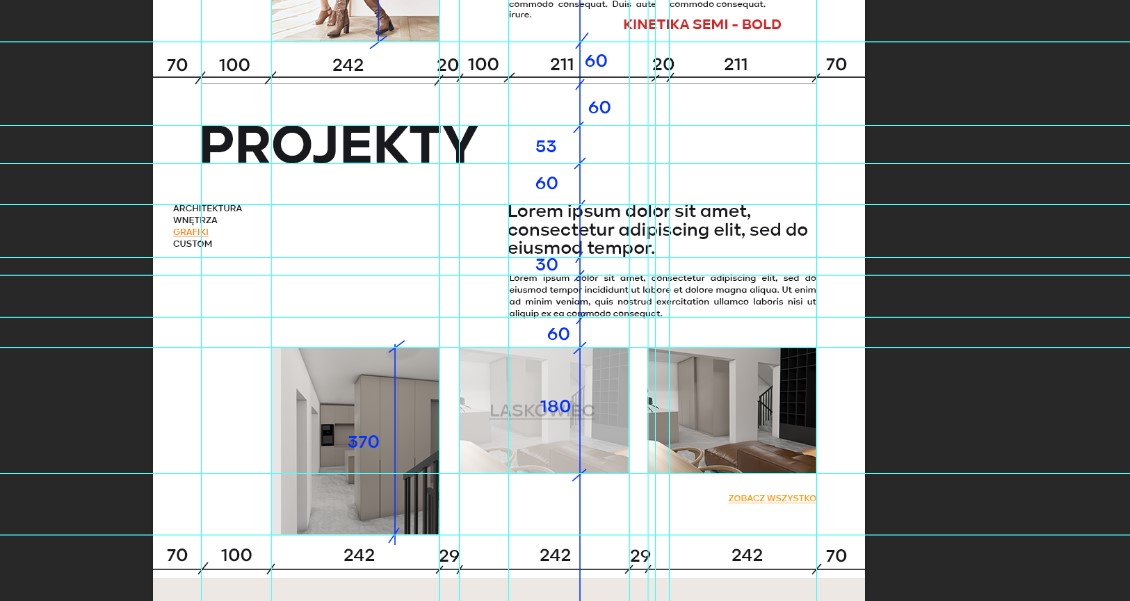 commodo consequat. Duis aute
commodo consequat.
irure.
KINETIKA SEMI - BOLD
70 100 242 20 100 211 60 20 211 70
60
PROJEKTY
53
60
ARCHITEKTURA
WNĘTRZA
GRAFIKI
CUSTOM
Lorem ipsum dolor sit amet,
consectetur adipiscing elit, sed do
eiusmod tempor.
30
Lorem ipsum dolor sit amet, consectetur adipiscing elit, sed do
eiusmod tempor incididunt ut labore et dolore magna aliqua. Ut enim
ad minim veniam, quis nostrud exercitation ullamco laboris nisi ut
aliquip ex ea commodo consequat.
60
LASKOWIEC
180
370
ZOBACZ WSZYSTKO
70 100 242 29 242 29 242 70